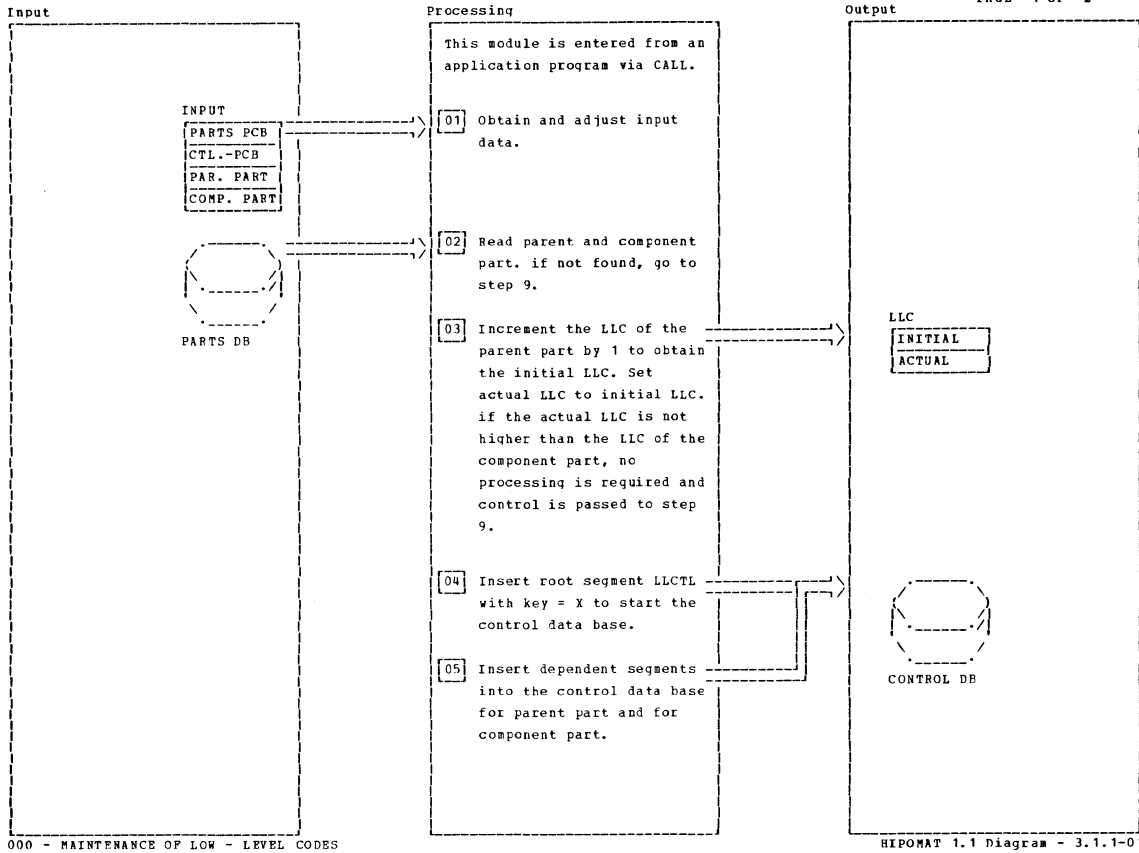 Input
Processing
Output
This module is entered from an
application program via CALL.
INPUT
PARTS PCB
CTL.-PCB
PAR. PART
COMP. PART
01 Obtain and adjust input
data.
PARTS DB
02 Read parent and component
part. if not found, go to
step 9.
03 Increment the LLC of the
parent part by 1 to obtain
the initial LLC. Set
actual LLC to initial LLC.
if the actual LLC is not
higher than the LLC of the
component part, no
processing is required and
control is passed to step
9.
LLC
INITIAL
ACTUAL
04 Insert root segment LLCTL
with key = X to start the
control data base.
05 Insert dependent segments
into the control data base
for parent part and for
component part.
CONTROL DB
000 - MAINTENANCE OF LOW - LEVEL CODES
HIPOMAT 1.1 Diagram - 3.1.1-0